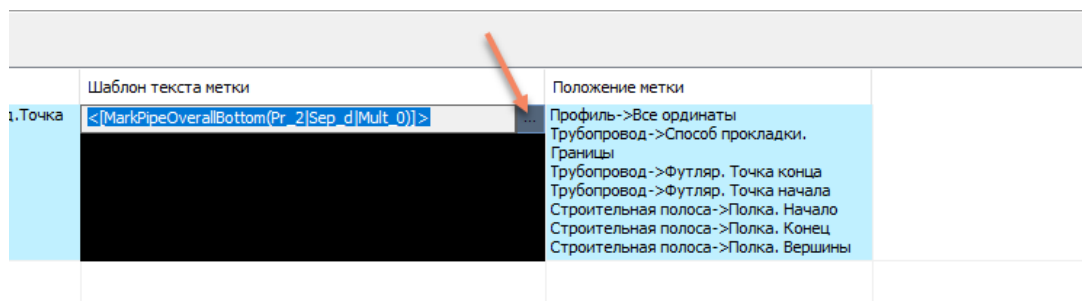 Шаблон текста метки
Положение метки
д.Точка
<[MarkPipeOverallBottom(Pr_2|Sep_d|Mult_0)]>
...
Профиль->Все ординаты
Трубопровод->Способ прокладки.
Границы
Трубопровод->Футляр. Точка конца
Трубопровод->Футляр. Точка начала
Строительная полоса->Полка. Начало
Строительная полоса->Полка. Конец
Строительная полоса->Полка. Вершины